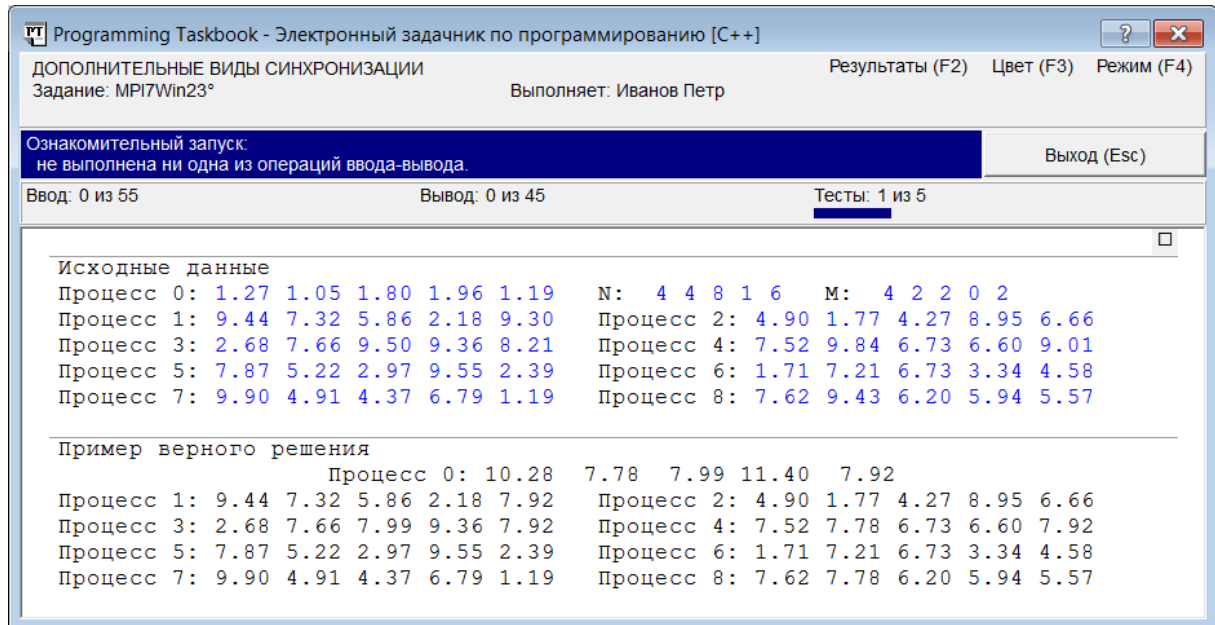 Programming Taskbook - Электронный задачник по программированию [C++]
ДОПОЛНИТЕЛЬНЫЕ ВИДЫ СИНХРОНИЗАЦИИ Результаты (F2) Цвет (F3) Режим (F4)
Задание: MPI7Win23° Выполняет: Иванов Петр
Ознакомительный запуск:
не выполнена ни одна из операций ввода-вывода.
Выход (Esc)
Ввод: 0 из 55 Вывод: 0 из 45 Тесты: 1 из 5
Исходные данные
Процесс 0: 1.27 1.05 1.80 1.96 1.19 N: 4 4 8 1 6 M: 4 2 2 0 2
Процесс 1: 9.44 7.32 5.86 2.18 9.30 Процесс 2: 4.90 1.77 4.27 8.95 6.66
Процесс 3: 2.68 7.66 9.50 9.36 8.21 Процесс 4: 7.52 9.84 6.73 6.60 9.01
Процесс 5: 7.87 5.22 2.97 9.55 2.39 Процесс 6: 1.71 7.21 6.73 3.34 4.58
Процесс 7: 9.90 4.91 4.37 6.79 1.19 Процесс 8: 7.62 9.43 6.20 5.94 5.57
Пример верного решения
Процесс 0: 10.28 7.78 7.99 11.40 7.92
Процесс 1: 9.44 7.32 5.86 2.18 7.92 Процесс 2: 4.90 1.77 4.27 8.95 6.66
Процесс 3: 2.68 7.66 7.99 9.36 7.92 Процесс 4: 7.52 7.78 6.73 6.60 7.92
Процесс 5: 7.87 5.22 2.97 9.55 2.39 Процесс 6: 1.71 7.21 6.73 3.34 4.58
Процесс 7: 9.90 4.91 4.37 6.79 1.19 Процесс 8: 7.62 7.78 6.20 5.94 5.57